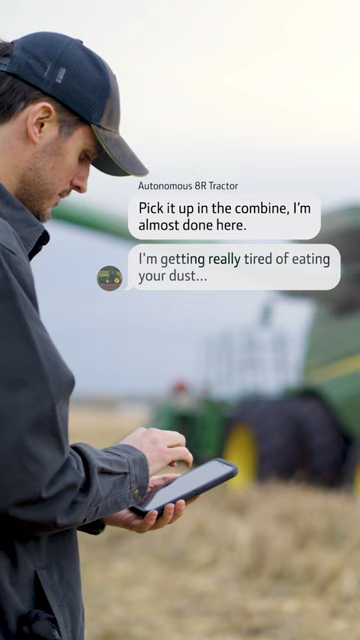 Autonomous 8R Tractor
Pick it up in the combine, I'm
almost done here.
I'm getting really tired of eating
your dust...